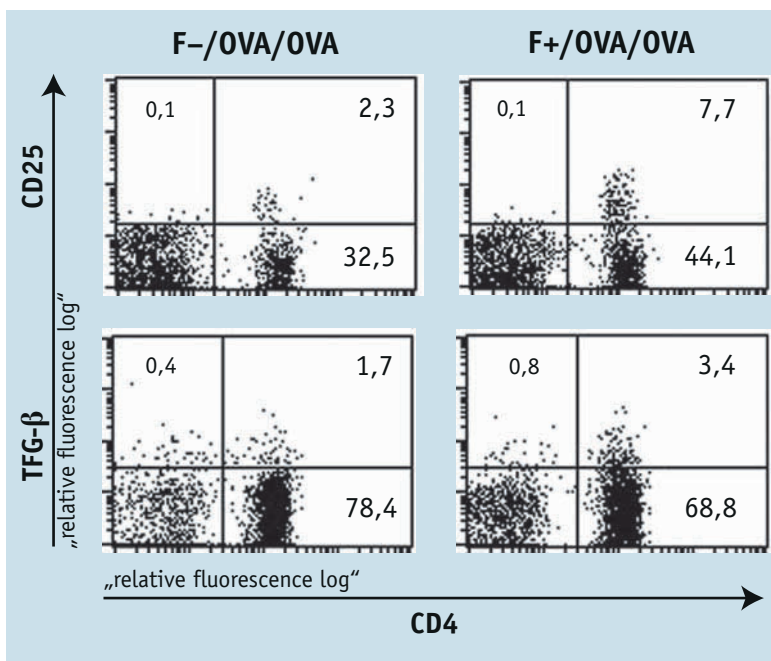 F–/OVA/OVA
F+/OVA/OVA
CD25
0,1
2,3
32,5
0,1
7,7
44,1
TFG-β
„relative fluorescence log“
0,4
1,7
78,4
0,8
3,4
68,8
„relative fluorescence log“
CD4